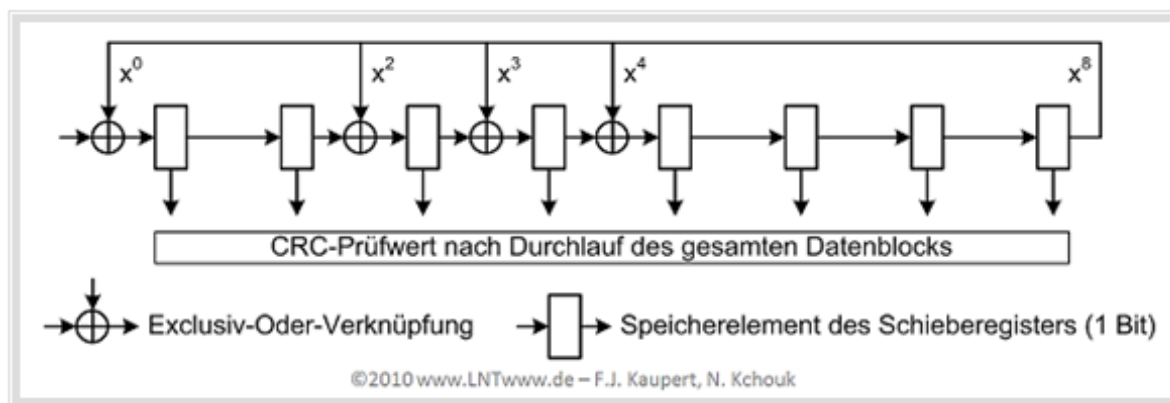 x⁰ x² x³ x⁴ x⁸
CRC-Prüfwert nach Durchlauf des gesamten Datenblocks
Exclusiv-Oder-Verknüpfung Speicherelement des Schieberegisters (1 Bit)
©2010 www.LNTwww.de – F.J. Kaupert, N. Kchouk